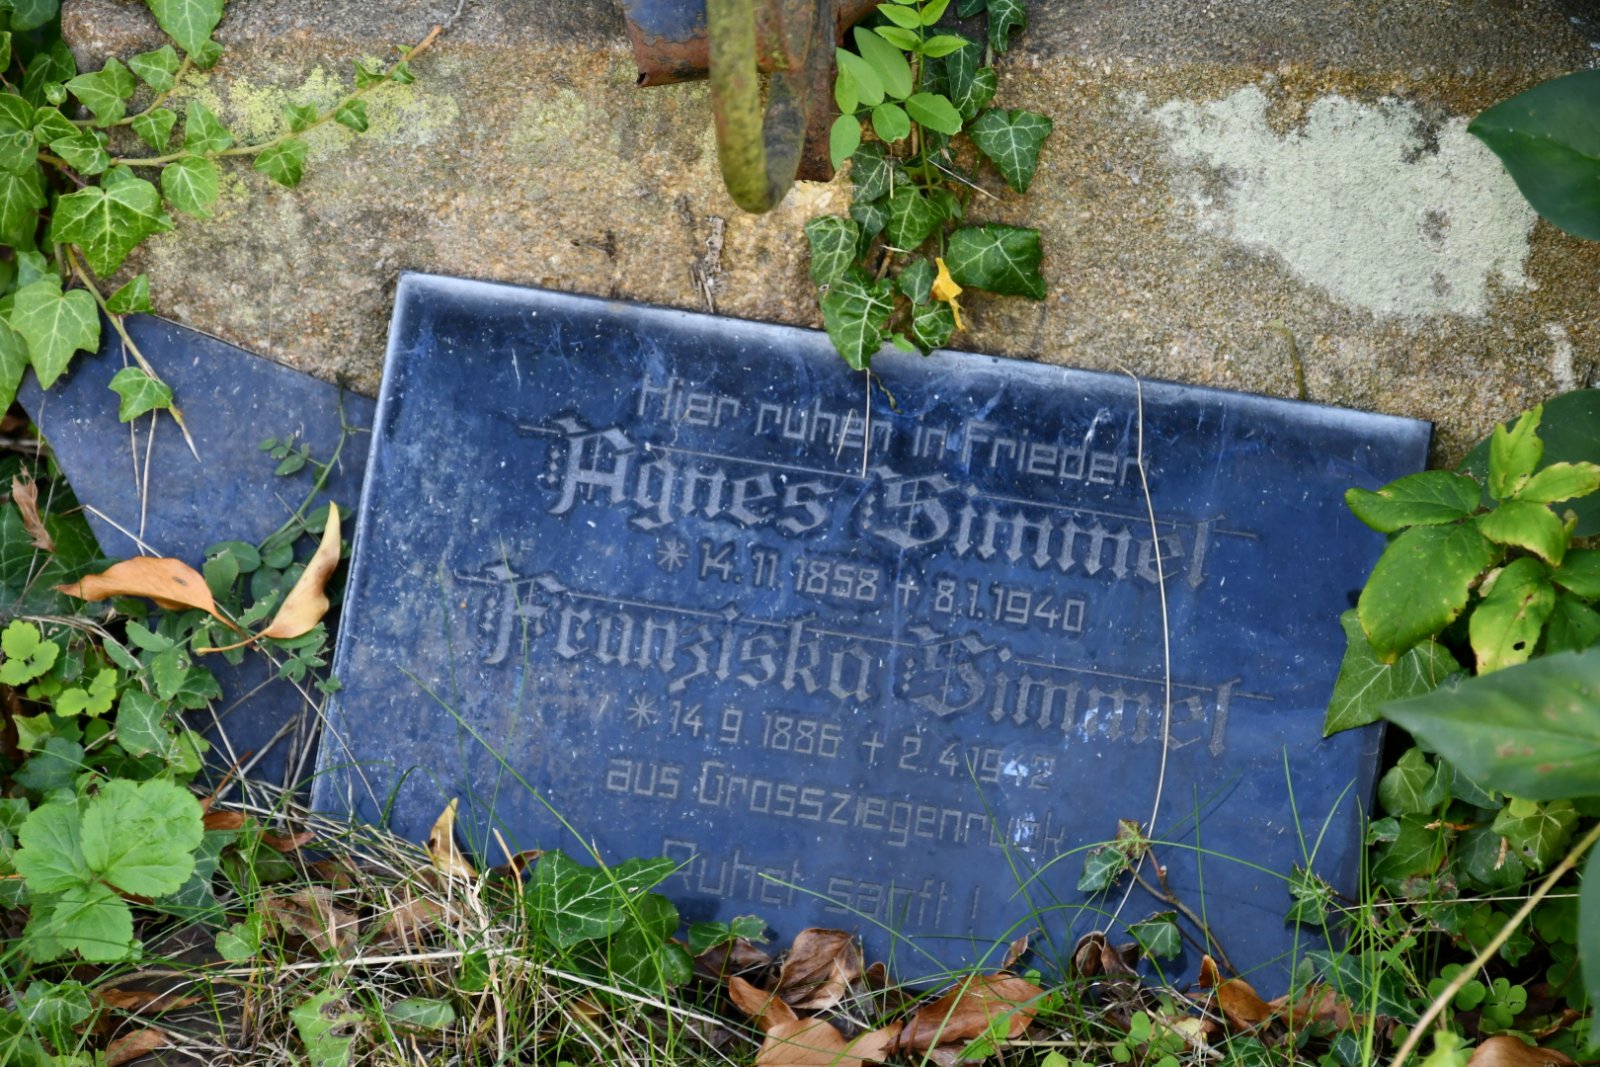 Hier ruhen in Frieden
Agnes Simmel
* 14.11.1858 + 8.1.1940
Franziska Simmel
* 14.9.1886 + 2.4.1942
aus Grossziegenruck
Ruhet sanft!